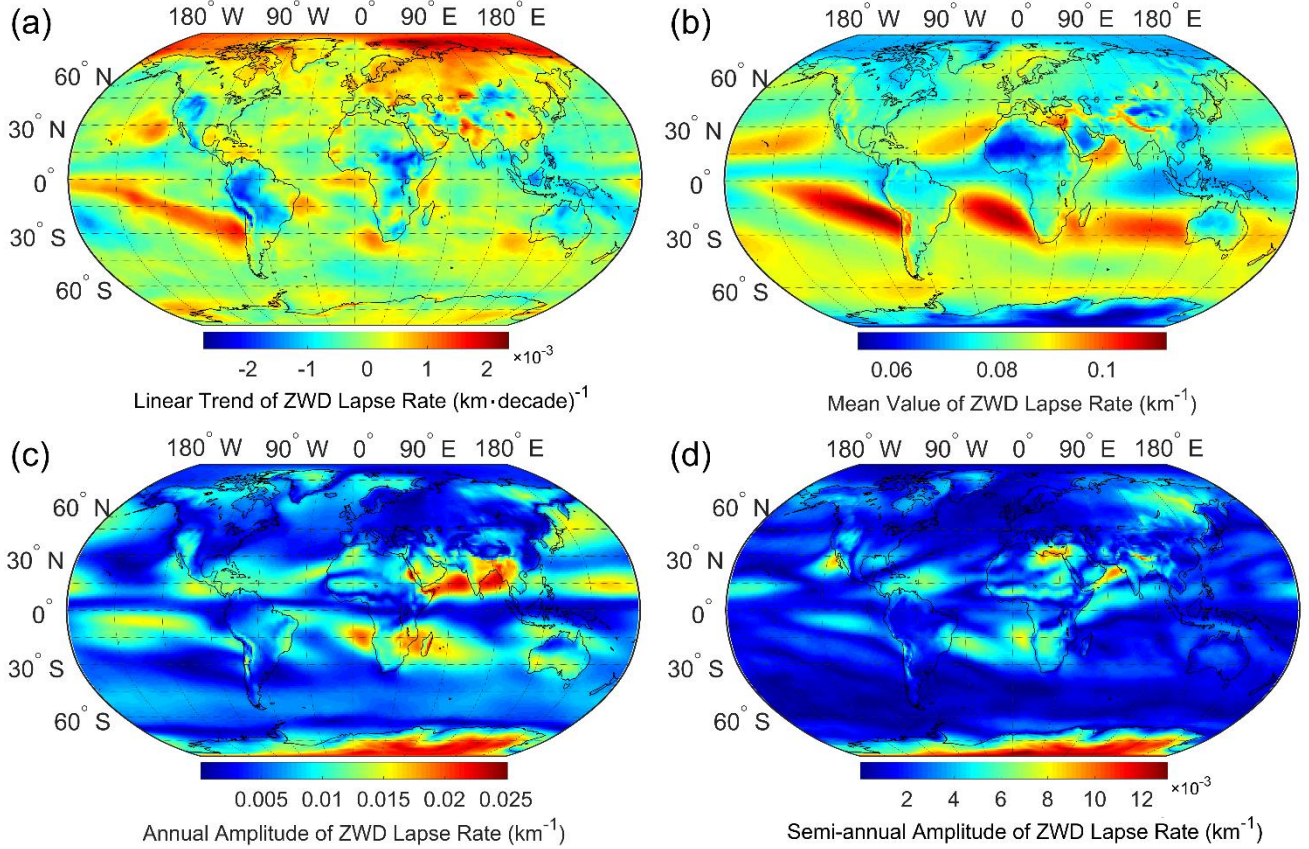 (a)
180° W 90° W 0° 90° E 180° E
60° N
30° N
0°
30° S
60° S
-2 -1 0 1 2
×10⁻³
Linear Trend of ZWD Lapse Rate (km·decade)⁻¹
(b)
180° W 90° W 0° 90° E 180° E
60° N
30° N
0°
30° S
60° S
0.06 0.08 0.1
Mean Value of ZWD Lapse Rate (km⁻¹)
(c)
180° W 90° W 0° 90° E 180° E
60° N
30° N
0°
30° S
60° S
0.005 0.01 0.015 0.02 0.025
Annual Amplitude of ZWD Lapse Rate (km⁻¹)
(d)
180° W 90° W 0° 90° E 180° E
60° N
30° N
0°
30° S
60° S
2 4 6 8 10 12
×10⁻³
Semi-annual Amplitude of ZWD Lapse Rate (km⁻¹)